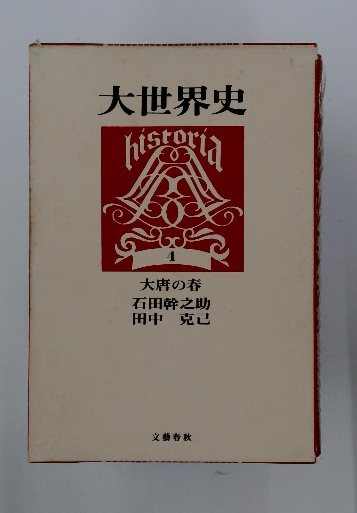 大世界史
historia
4
大唐の春
石田幹之助
田中 克己
文藝春秋